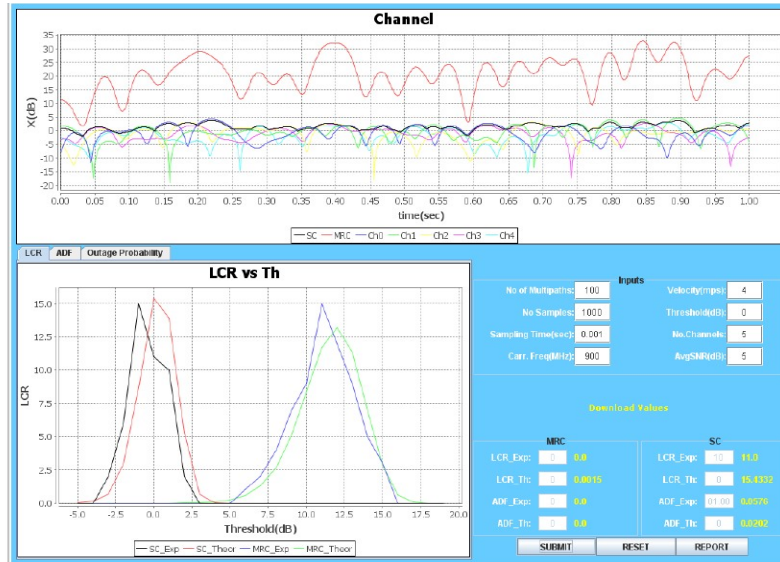 Channel
X(dB)
35
30
25
20
15
10
5
0
-5
-10
-15
-20
0.00 0.05 0.10 0.15 0.20 0.25 0.30 0.35 0.40 0.45 0.50 0.55 0.60 0.65 0.70 0.75 0.80 0.85 0.90 0.95 1.00
time(sec)
SC MRC Ch0 Ch1 Ch2 Ch3 Ch4
LCR ADF Outage Probability
LCR vs Th
LCR
15.0
12.5
10.0
7.5
5.0
2.5
0.0
-5.0 -2.5 0.0 2.5 5.0 7.5 10.0 12.5 15.0 17.5 20.0
Threshold(dB)
SC_Exp SC_Theor MRC_Exp MRC_Theor
Inputs
No of Multipaths: 100 Velocity(mps): 4
No.Samples: 1000 Threshold(dB): 0
Sampling Time(sec): 0.001 No.Channels: 5
Carr. Freq(MHz): 900 AvgSNR(dB): 5
Download Values
MRC
LCR_Exp: 0 0.0
LCR_Th: 0 0.0015
ADF_Exp: 0 0.0
ADF_Th: 0 0.0
SC
LCR_Exp: 10 11.0
LCR_Th: 0 15.4332
ADF_Exp: 01.00 0.0576
ADF_Th: 0 0.0202
SUBMIT RESET REPORT